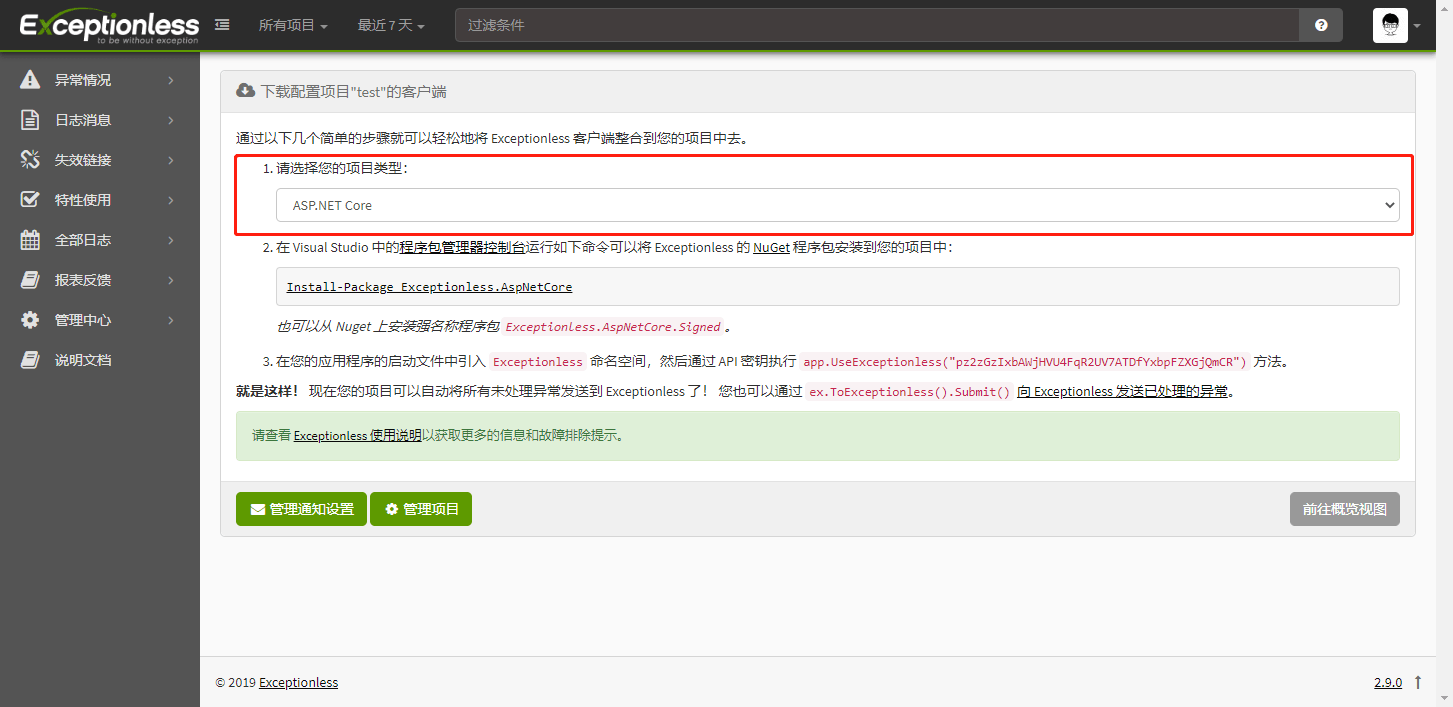 Exceptionless
to be without exception
所有项目
最近 7 天
过滤条件
异常情况
日志消息
失效链接
特性使用
全部日志
报表反馈
管理中心
说明文档
下载配置项目"test"的客户端
通过以下几个简单的步骤就可以轻松地将 Exceptionless 客户端整合到您的项目中去。
1. 请选择您的项目类型：
ASP.NET Core
2. 在 Visual Studio 中的程序包管理器控制台运行如下命令可以将 Exceptionless 的 NuGet 程序包安装到您的项目中：
Install-Package Exceptionless.AspNetCore
也可以从 Nuget 上安装强名称程序包 Exceptionless.AspNetCore.Signed 。
3. 在您的应用程序的启动文件中引入 Exceptionless 命名空间，然后通过 API 密钥执行 app.UseExceptionless("pz2zGzIxbAWjHVU4FqR2UV7ATDfYxbpFZXGjQmCR") 方法。
就是这样！ 现在您的项目可以自动将所有未处理异常发送到 Exceptionless 了！ 您也可以通过 ex.ToExceptionless().Submit() 向 Exceptionless 发送已处理的异常。
请查看 Exceptionless 使用说明以获取更多的信息和故障排除提示。
管理通知设置
管理项目
前往概览视图
© 2019 Exceptionless
2.9.0